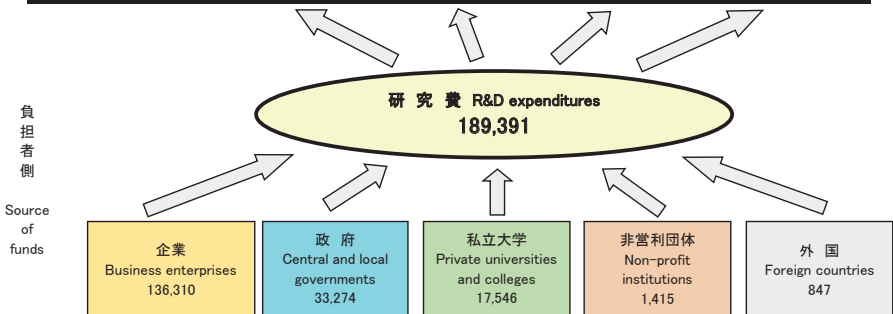 研 究 費 R&D expenditures
189,391
負
担
者
側
Source
of
funds
企業
Business enterprises
136,310
政 府
Central and local
governments
33,274
私立大学
Private universities
and colleges
17,546
非営利団体
Non-profit
institutions
1,415
外 国
Foreign countries
847